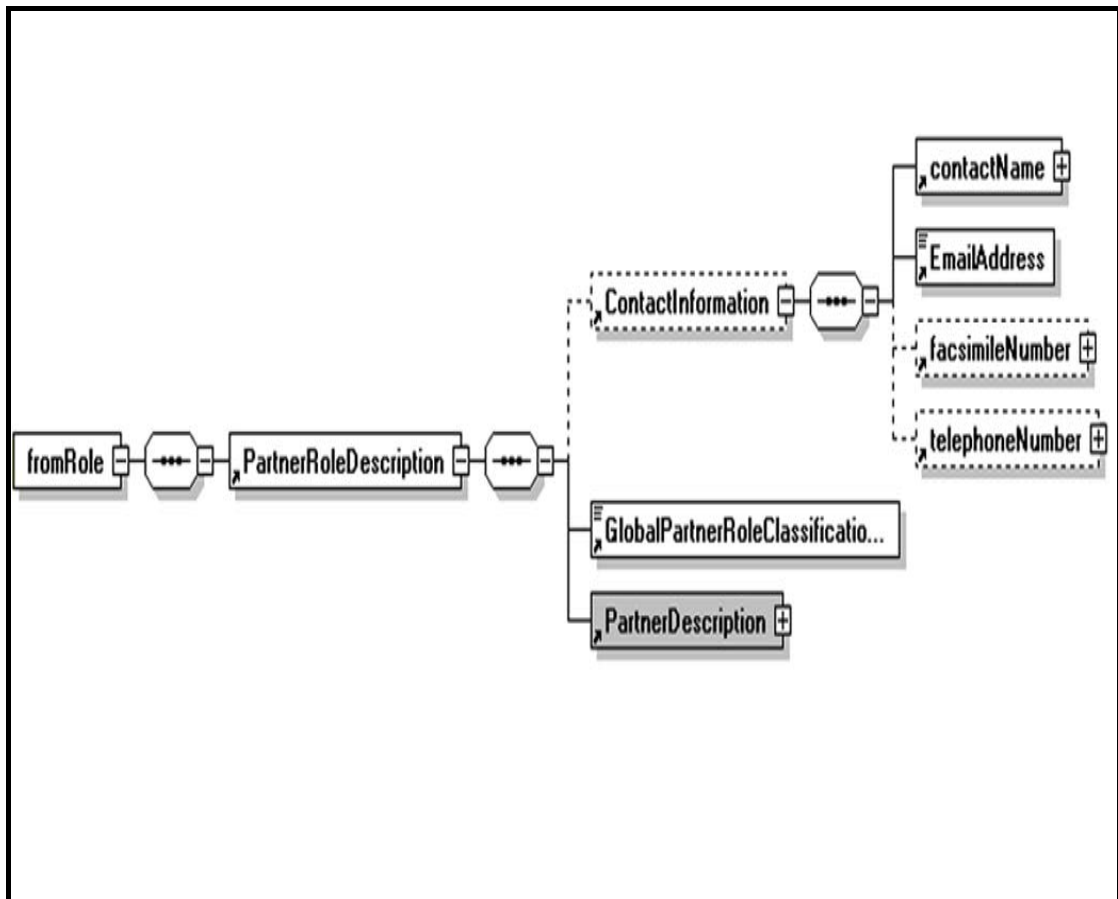 contactName
EmailAddress
ContactInformation
facsimileNumber
telephoneNumber
fromRole
PartnerRoleDescription
GlobalPartnerRoleClassificatio...
PartnerDescription